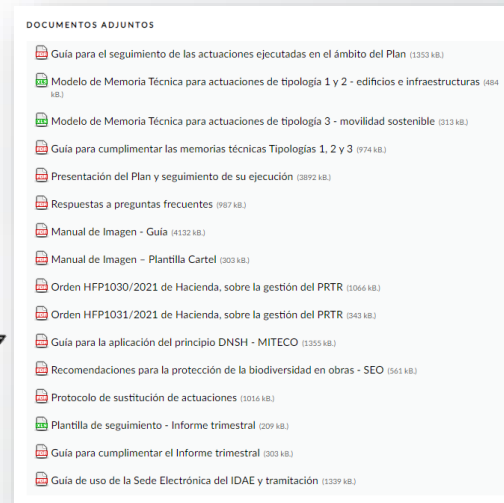 DOCUMENTOS ADJUNTOS
Guía para el seguimiento de las actuaciones ejecutadas en el ámbito del Plan (1353 kB.)
Modelo de Memoria Técnica para actuaciones de tipología 1 y 2 - edificios e infraestructuras (484
kB.)
Modelo de Memoria Técnica para actuaciones de tipología 3 - movilidad sostenible (313 kB.)
Guía para cumplimentar las memorias técnicas Tipologías 1, 2 y 3 (974 kB.)
Presentación del Plan y seguimiento de su ejecución (3892 kB.)
Respuestas a preguntas frecuentes (987 kB.)
Manual de Imagen - Guía (4132 kB.)
Manual de Imagen – Plantilla Cartel (303 kB.)
Orden HFP1030/2021 de Hacienda, sobre la gestión del PRTR (1066 kB.)
Orden HFP1031/2021 de Hacienda, sobre la gestión del PRTR (343 kB.)
Guía para la aplicación del principio DNSH - MITECO (1355 kB.)
Recomendaciones para la protección de la biodiversidad en obras - SEO (561 kB.)
Protocolo de sustitución de actuaciones (1016 kB.)
Plantilla de seguimiento - Informe trimestral (209 kB.)
Guía para cumplimentar el Informe trimestral (303 kB.)
Guía de uso de la Sede Electrónica del IDAE y tramitación (1339 kB.)